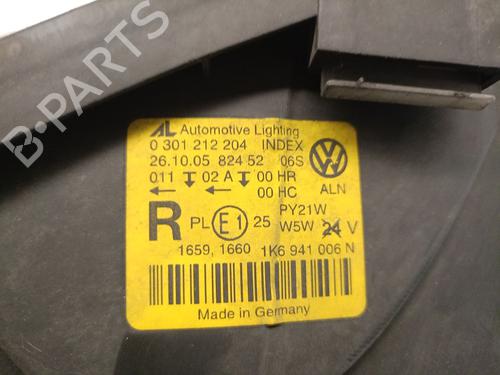 B-PARTS
AL Automotive Lighting
0 301 212 204 INDEX
26.10.05 824 52 06S
011 02 A 00 HR
00 HC
ALN
R PL E1 25 PY21W
W5W 24 V
1659, 1660 1K6 941 006 N
Made in Germany